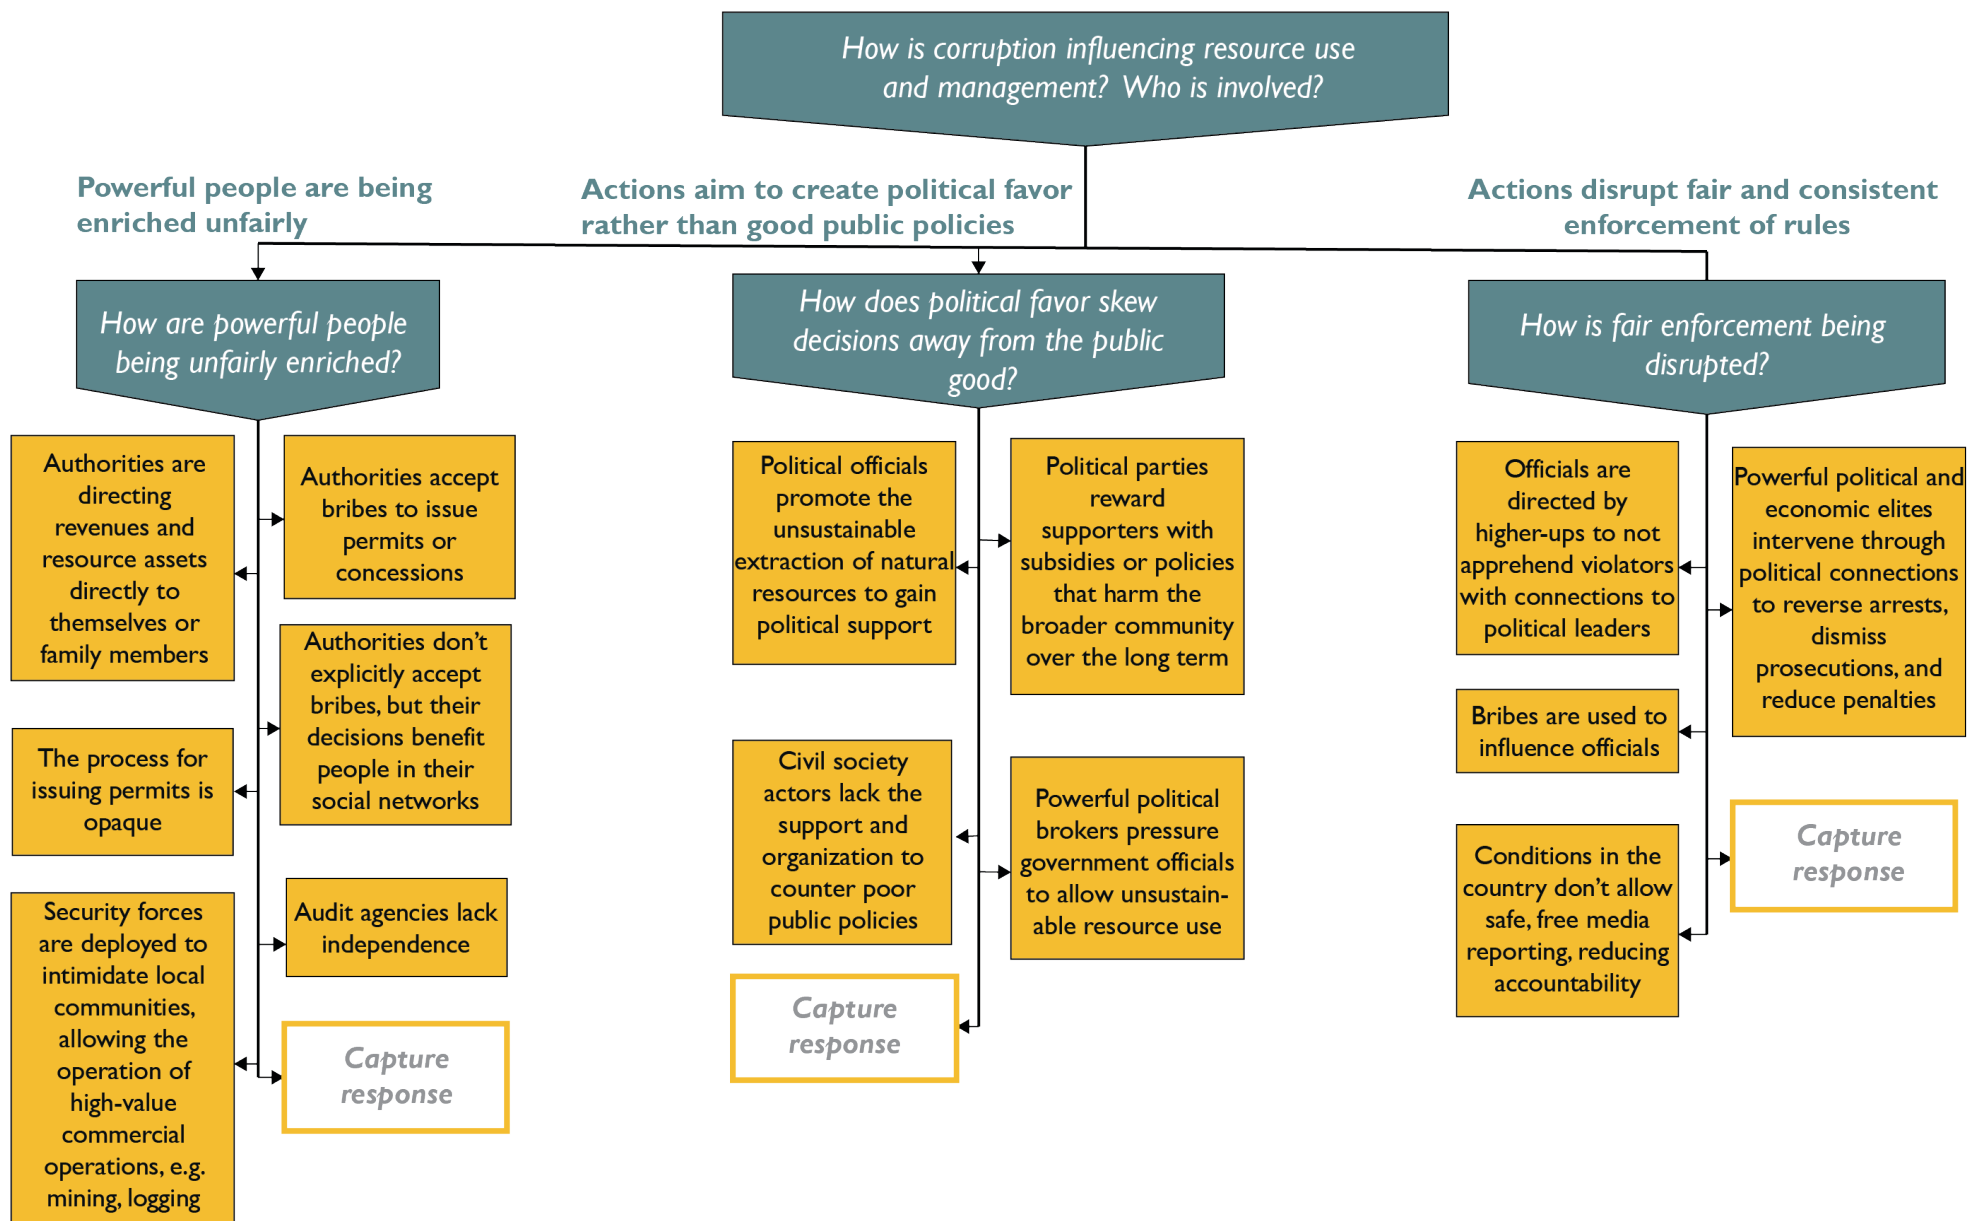 How is corruption influencing resource use
and management?  Who is involved?
Powerful people are being
enriched unfairly
Actions aim to create political favor
rather than good public policies
Actions disrupt fair and consistent
enforcement of rules
How are powerful people
being unfairly enriched?
How does political favor skew
decisions away from the public
good?
How is fair enforcement being
disrupted?
Authorities are
directing
revenues and
resource assets
directly to
themselves or
family members
Authorities accept
bribes to issue
permits or
concessions
Authorities don’t
explicitly accept
bribes, but their
decisions benefit
people in their
social networks
The process for
issuing permits is
opaque
Audit agencies lack
independence
Security forces
are deployed to
intimidate local
communities,
allowing the
operation of
high-value
commercial
operations, e.g.
mining, logging
Capture
response
Political officials
promote the
unsustainable
extraction of natural
resources to gain
political support
Political parties
reward
supporters with
subsidies or policies
that harm the
broader community
over the long term
Civil society
actors lack the
support and
organization to
counter poor
public policies
Powerful political
brokers pressure
government officials
to allow unsustain-
able resource use
Capture
response
Officials are
directed by
higher-ups to not
apprehend violators
with connections to
political leaders
Powerful political and
economic elites
intervene through
political connections
to reverse arrests,
dismiss
prosecutions, and
reduce penalties
Bribes are used to
influence officials
Conditions in the
country don’t allow
safe, free media
reporting, reducing
accountability
Capture
response